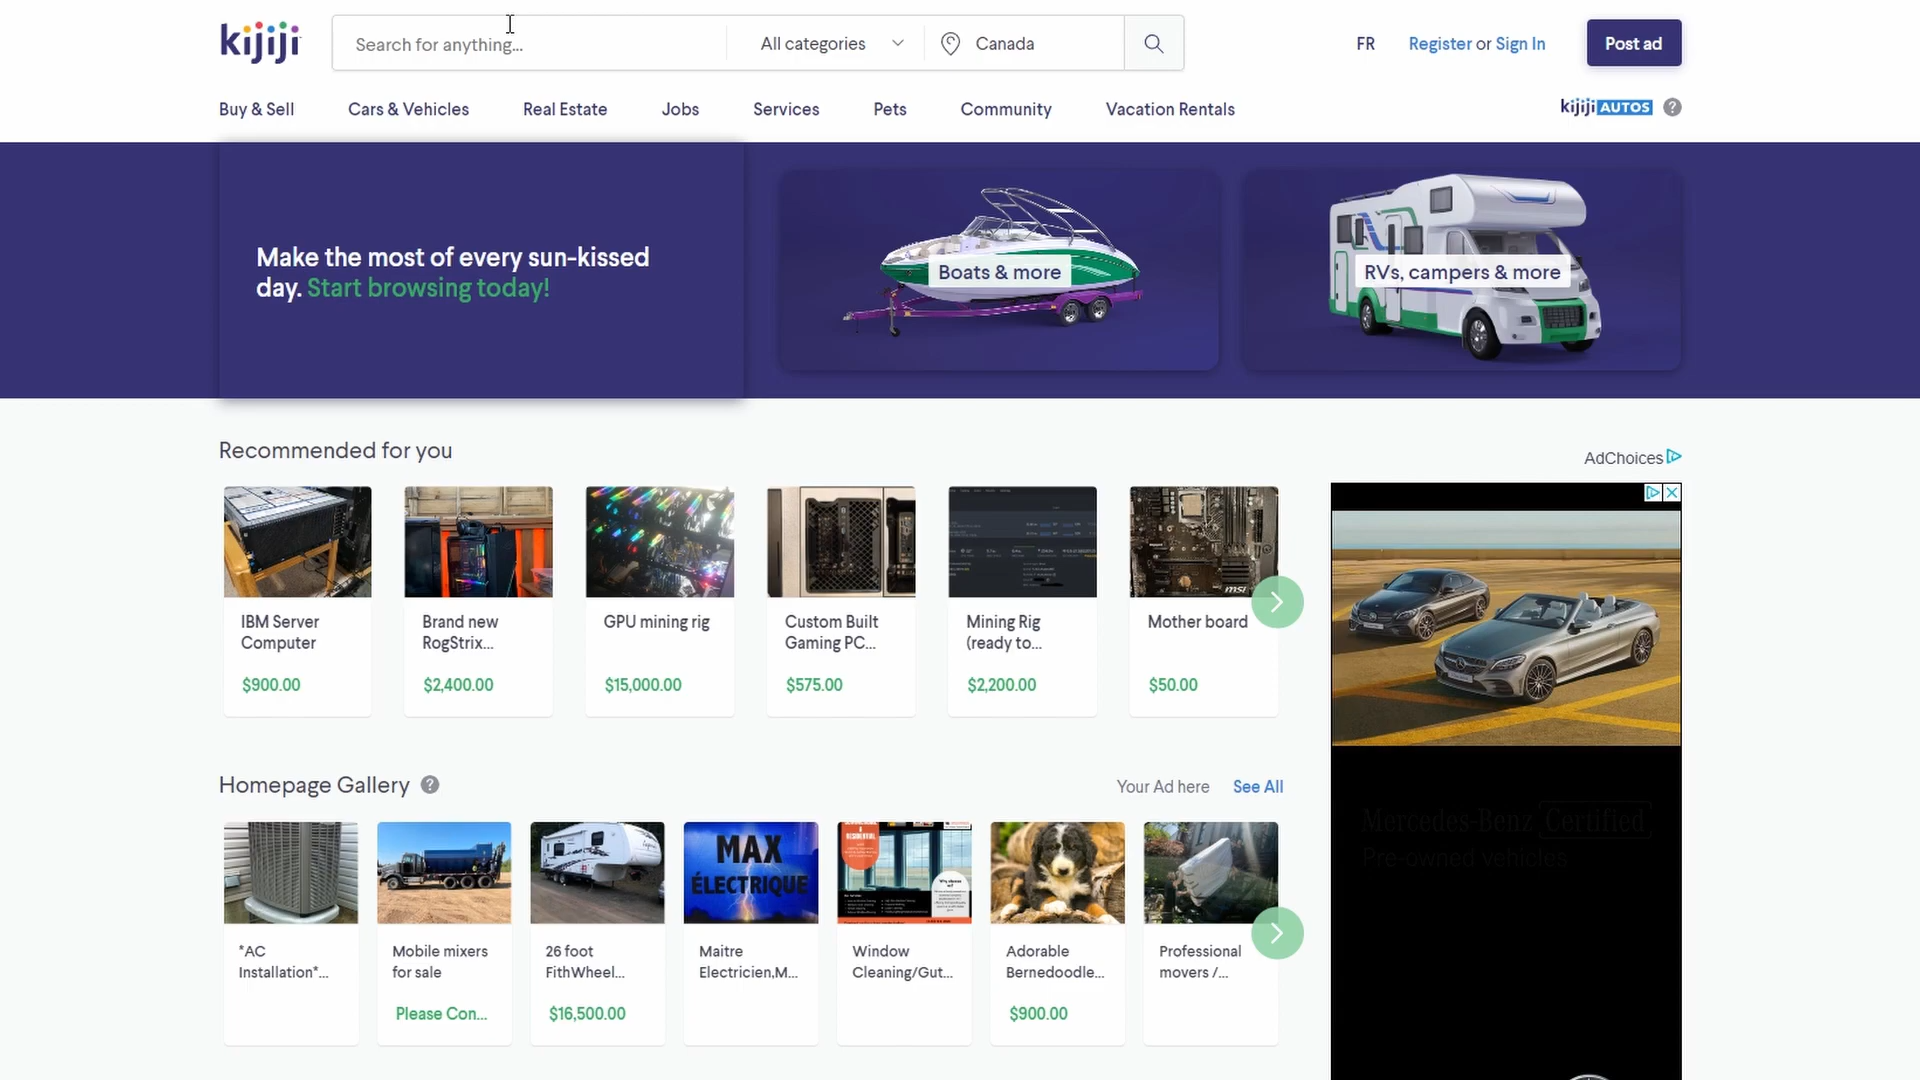 kijiji
Search for anything...
All categories
Canada
FR
Register or Sign In
Post ad
Buy & Sell
Cars & Vehicles
Real Estate
Jobs
Services
Pets
Community
Vacation Rentals
kijiji AUTOS
?
Make the most of every sun-kissed
day. Start browsing today!
Boats & more
RVs, campers & more
Recommended for you
AdChoices
IBM Server
Computer
$900.00
Brand new
RogStrix...
$2,400.00
GPU mining rig
$15,000.00
Custom Built
Gaming PC...
$575.00
Mining Rig
(ready to...
$2,200.00
msi
Mother board
$50.00
Mercedes-Benz Certified
Pre-owned vehicles
Homepage Gallery ?
Your Ad here
See All
*AC
Installation*...
Mobile mixers
for sale
Please Con...
26 foot
FithWheel...
$16,500.00
MAX
ÉLECTRIQUE
Maitre
Electricien,M...
Window
Cleaning/Gut...
Adorable
Bernedoodle...
$900.00
Professional
movers /...